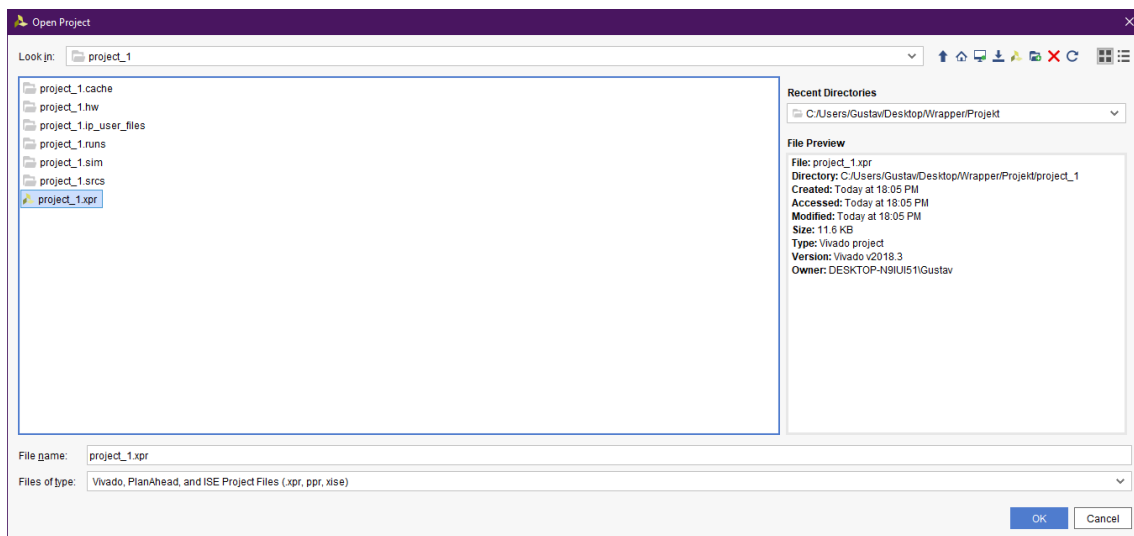 Open Project
Look in: project_1
project_1.cache
project_1.hw
project_1.ip_user_files
project_1.runs
project_1.sim
project_1.srcs
project_1.xpr
Recent Directories
C:/Users/Gustav/Desktop/Wrapper/Projekt
File Preview
File: project_1.xpr
Directory: C:/Users/Gustav/Desktop/Wrapper/Projekt/project_1
Created: Today at 18:05 PM
Accessed: Today at 18:05 PM
Modified: Today at 18:05 PM
Size: 11.6 KB
Type: Vivado project
Version: Vivado v2018.3
Owner: DESKTOP-N9IUI51\Gustav
File name: project_1.xpr
Files of type: Vivado, PlanAhead, and ISE Project Files (.xpr, ppr, xise)
OK Cancel